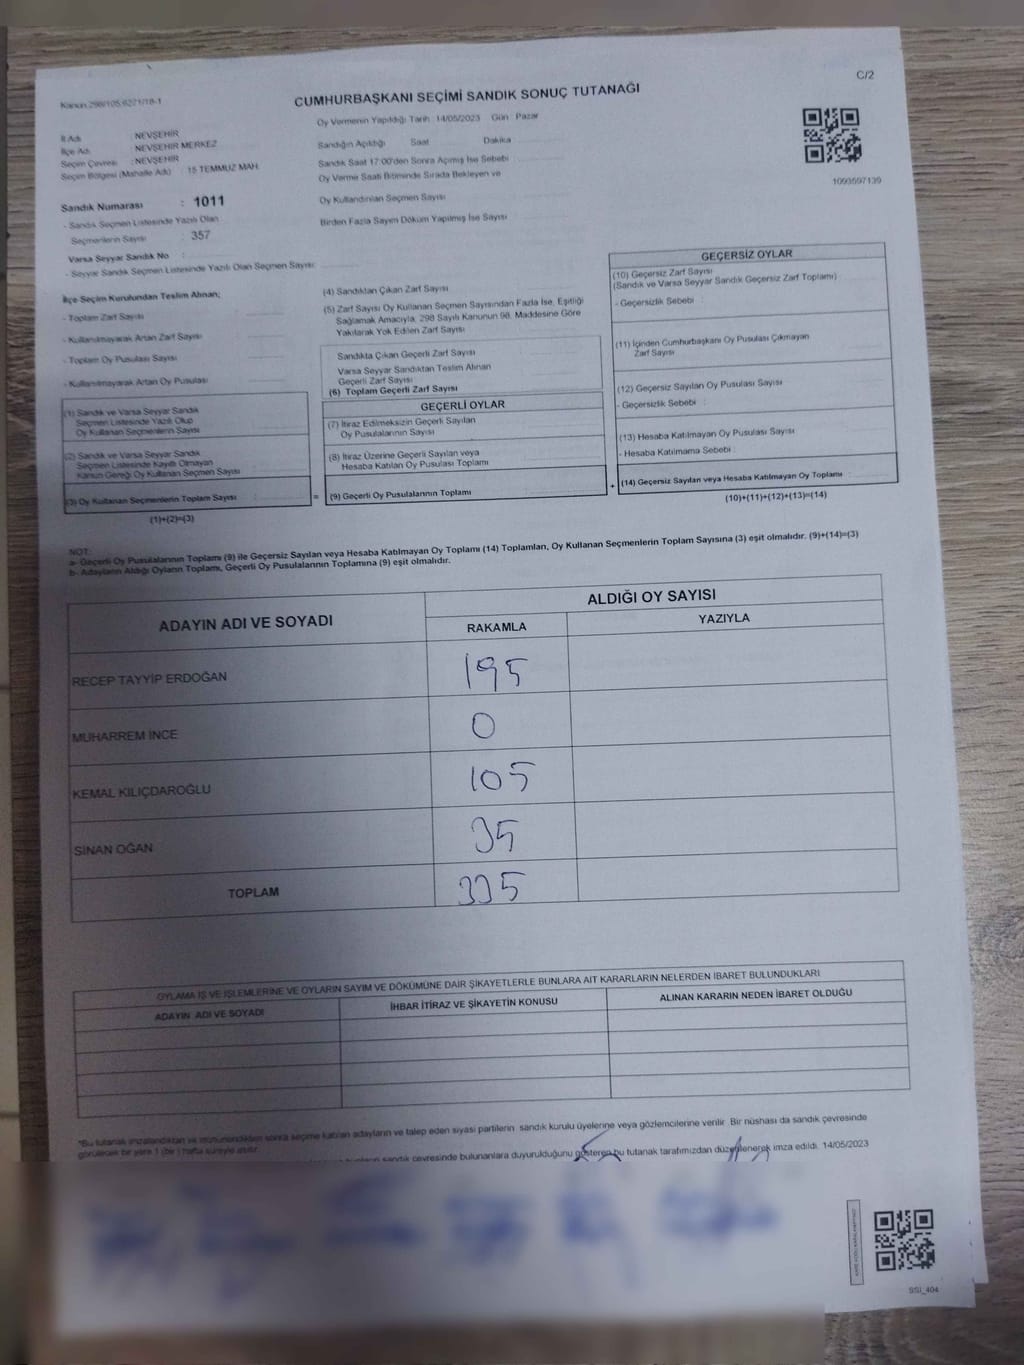 C/2
Kanun.298/105,6271/18-1
CUMHURBAŞKANI SEÇİMİ SANDIK SONUÇ TUTANAĞI
Oy Vermenin Yapıldığı Tarih : 14/05/2023 Gün : Pazar
İl Adı : NEVŞEHİR
İlçe Adı : NEVŞEHİR MERKEZ
Seçim Çevresi : NEVŞEHİR
Seçim Bölgesi (Mahalle Adı) : 15 TEMMUZ MAH.
Sandığın Açıldığı Saat Dakika
Sandık Saat 17:00'den Sonra Açılmış İse Sebebi
Oy Verme Saati Bitiminde Sırada Bekleyen ve
Oy Kullandırılan Seçmen Sayısı
Birden Fazla Sayım Döküm Yapılmış İse Sayısı
1093597139
Sandık Numarası : 1011
- Sandık Seçmen Listesinde Yazılı Olan
Seçmenlerin Sayısı : 357
Varsa Seyyar Sandık No :
- Seyyar Sandık Seçmen Listesinde Yazılı Olan Seçmen Sayısı:
İlçe Seçim Kurulundan Teslim Alınan;
- Toplam Zarf Sayısı
- Kullanılmayarak Artan Zarf Sayısı
- Toplam Oy Pusulası Sayısı
- Kullanılmayarak Artan Oy Pusulası
(4) Sandıktan Çıkan Zarf Sayısı
(5) Zarf Sayısı Oy Kullanan Seçmen Sayısından Fazla İse, Eşitliği
Sağlamak Amacıyla, 298 Sayılı Kanunun 98. Maddesine Göre
Yakılarak Yok Edilen Zarf Sayısı
Sandıkta Çıkan Geçerli Zarf Sayısı
Varsa Seyyar Sandıktan Teslim Alınan
Geçerli Zarf Sayısı
(6) Toplam Geçerli Zarf Sayısı
(1) Sandık ve Varsa Seyyar Sandık
Seçmen Listesinde Yazılı Olup
Oy Kullanan Seçmenlerin Sayısı
(2) Sandık ve Varsa Seyyar Sandık
Seçmen Listesinde Kayıtlı Olmayan
Kanun Gereği Oy Kullanan Seçmen Sayısı
(3) Oy Kullanan Seçmenlerin Toplam Sayısı :
(1)+(2)=(3)
=
GEÇERLİ OYLAR
(7) İtiraz Edilmeksizin Geçerli Sayılan
Oy Pusulalarının Sayısı
(8) İtiraz Üzerine Geçerli Sayılan veya
Hesaba Katılan Oy Pusulası Toplamı
(9) Geçerli Oy Pusulalarının Toplamı
+
GEÇERSİZ OYLAR
(10) Geçersiz Zarf Sayısı
(Sandık ve Varsa Seyyar Sandık Geçersiz Zarf Toplamı)
- Geçersizlik Sebebi :
(11) İçinden Cumhurbaşkanı Oy Pusulası Çıkmayan
Zarf Sayısı
(12) Geçersiz Sayılan Oy Pusulası Sayısı
- Geçersizlik Sebebi :
(13) Hesaba Katılmayan Oy Pusulası Sayısı
- Hesaba Katılmama Sebebi :
(14) Geçersiz Sayılan veya Hesaba Katılmayan Oy Toplamı :
(10)+(11)+(12)+(13)=(14)
NOT:
a- Geçerli Oy Pusulalarının Toplamı (9) ile Geçersiz Sayılan veya Hesaba Katılmayan Oy Toplamı (14) Toplamları, Oy Kullanan Seçmenlerin Toplam Sayısına (3) eşit olmalıdır. (9)+(14)=(3)
b- Adayların Aldığı Oyların Toplamı, Geçerli Oy Pusulalarının Toplamına (9) eşit olmalıdır.
ADAYIN ADI VE SOYADI
ALDIĞI OY SAYISI
RAKAMLA YAZIYLA
RECEP TAYYİP ERDOĞAN 195
MUHARREM İNCE 0
KEMAL KILIÇDAROĞLU 105
SİNAN OĞAN 35
TOPLAM 335
OYLAMA İŞ VE İŞLEMLERİNE VE OYLARIN SAYIM VE DÖKÜMÜNE DAİR ŞİKAYETLERLE BUNLARA AİT KARARLARIN NELERDEN İBARET BULUNDUKLARI
ADAYIN ADI VE SOYADI İHBAR İTİRAZ VE ŞİKAYETİN KONUSU ALINAN KARARIN NEDEN İBARET OLDUĞU
*Bu tutanak imzalandıktan ve mühürlendikten sonra seçime katılan adayların ve talep eden siyasi partilerin sandık kurulu üyelerine veya gözlemcilerine verilir. Bir nüshası da sandık çevresinde
görülecek bir yere 1 (bir) hafta süreyle asılır.
sandık çevresinde bulunanlara duyurulduğunu gösteren bu tutanak tarafımızdan düzenlenerek imza edildi. 14/05/2023
SSI_404